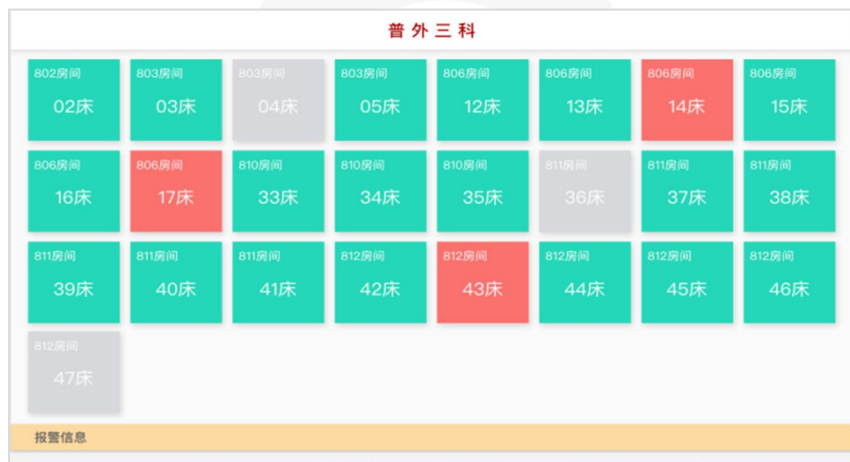 普外三科
802房间 803房间 803房间 803房间 806房间 806房间 806房间 806房间
02床 03床 04床 05床 12床 13床 14床 15床
806房间 806房间 810房间 810房间 810房间 811房间 811房间 811房间
16床 17床 33床 34床 35床 36床 37床 38床
811房间 811房间 811房间 812房间 812房间 812房间 812房间 812房间
39床 40床 41床 42床 43床 44床 45床 46床
812房间
47床
报警信息